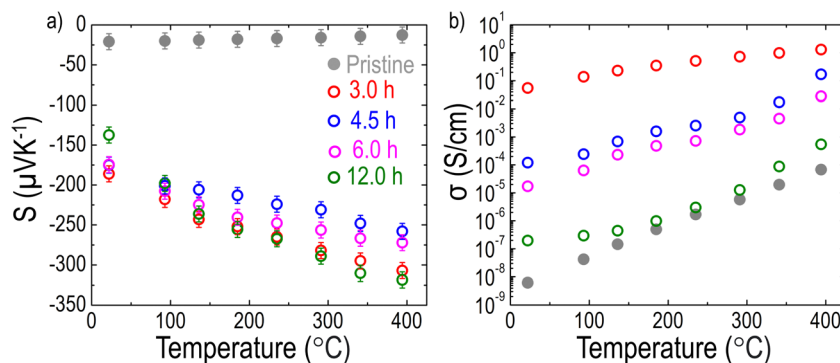 a)
0
-25
-50
-150
-200
-250
-300
-350
S (µVK⁻¹)
Pristine
3.0 h
4.5 h
6.0 h
12.0 h
0 100 200 300 400
Temperature (°C)
b)
10²
10¹
10⁰
10⁻¹
10⁻²
10⁻³
10⁻⁴
10⁻⁵
10⁻⁶
10⁻⁷
10⁻⁸
10⁻⁹
σ (S/cm)
0 100 200 300 400
Temperature (°C)